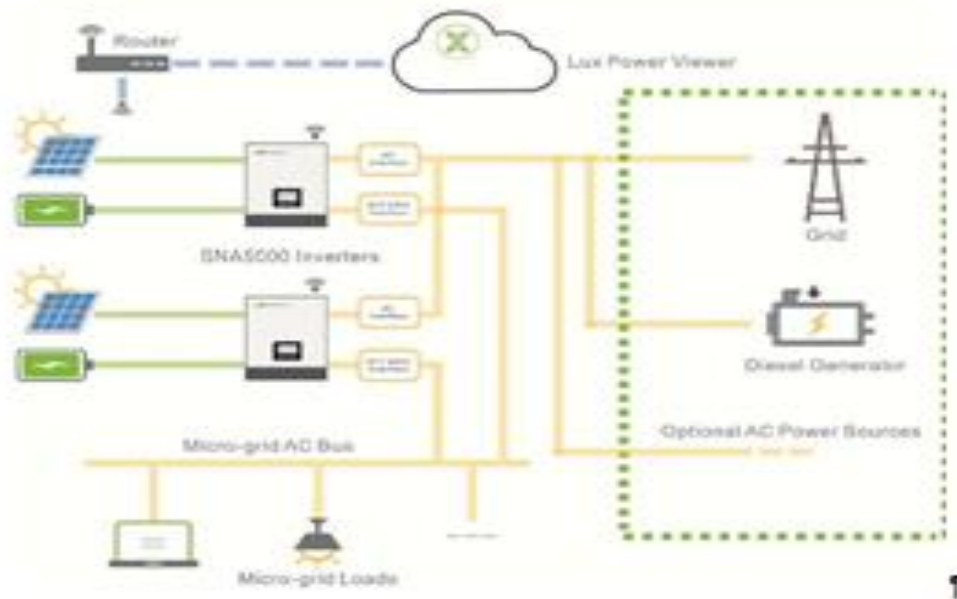 Router
Lux Power Viewer
SNA5000 Inverters
Grid
Diesel Generator
Optional AC Power Sources
Micro-grid AC Bus
Micro-grid Loads